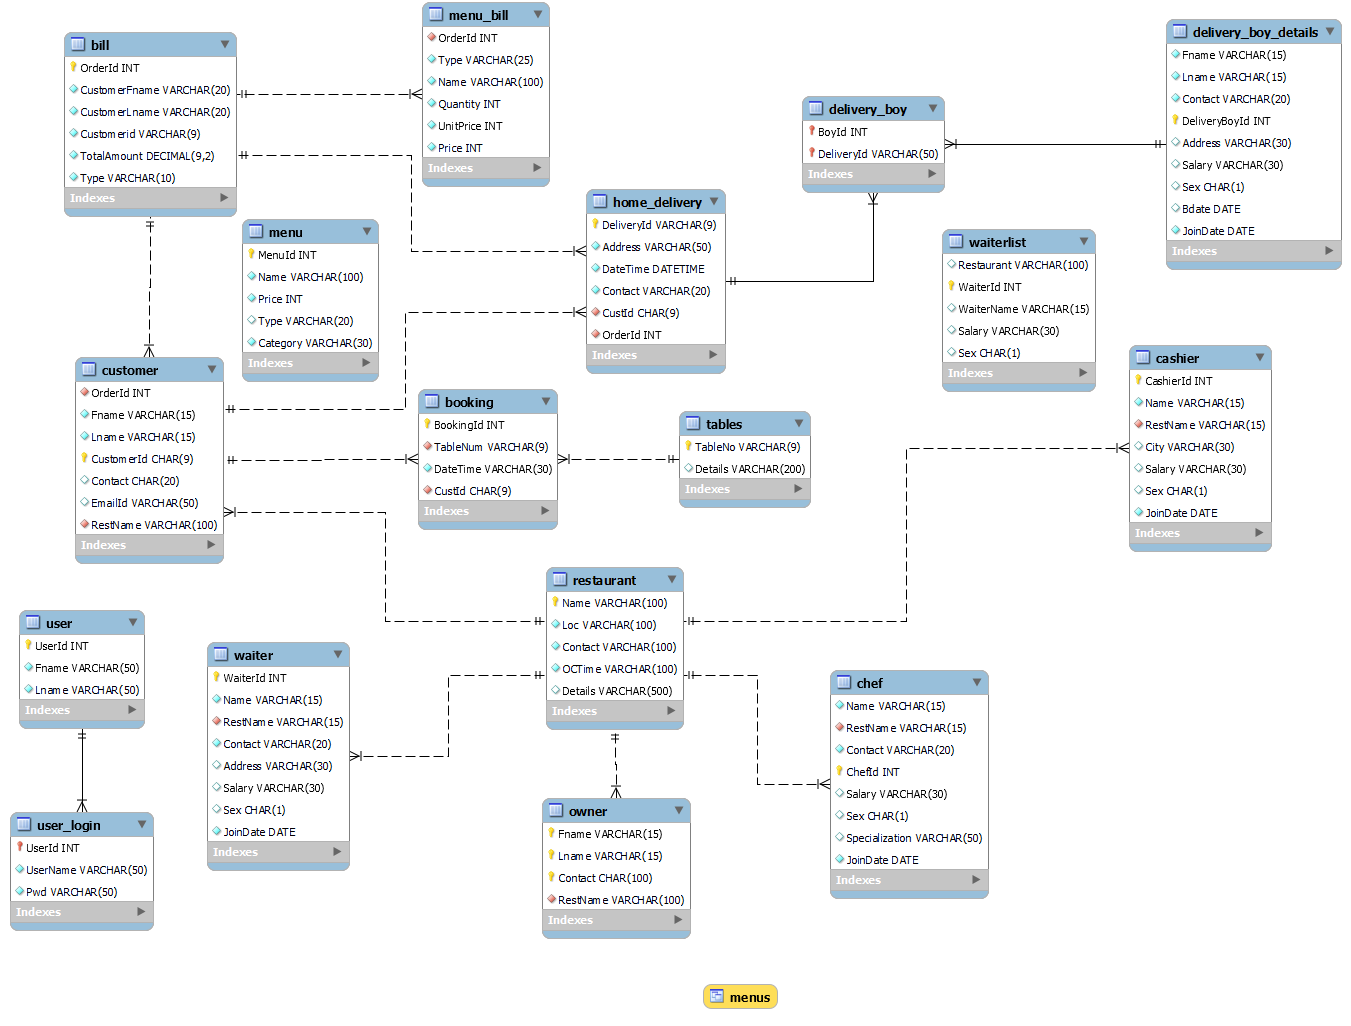 bill
OrderId INT
CustomerFname VARCHAR(20)
CustomerLname VARCHAR(20)
Customerid VARCHAR(9)
TotalAmount DECIMAL(9,2)
Type VARCHAR(10)
Indexes
menu_bill
OrderId INT
Type VARCHAR(25)
Name VARCHAR(100)
Quantity INT
UnitPrice INT
Price INT
Indexes
delivery_boy_details
Fname VARCHAR(15)
Lname VARCHAR(15)
Contact VARCHAR(20)
DeliveryBoyId INT
Address VARCHAR(30)
Salary VARCHAR(30)
Sex CHAR(1)
Bdate DATE
JoinDate DATE
Indexes
delivery_boy
BoyId INT
DeliveryId VARCHAR(50)
Indexes
home_delivery
DeliveryId VARCHAR(9)
Address VARCHAR(50)
DateTime DATETIME
Contact VARCHAR(20)
CustId CHAR(9)
OrderId INT
Indexes
menu
MenuId INT
Name VARCHAR(100)
Price INT
Type VARCHAR(20)
Category VARCHAR(30)
Indexes
waiterlist
Restaurant VARCHAR(100)
WaiterId INT
WaiterName VARCHAR(15)
Salary VARCHAR(30)
Sex CHAR(1)
Indexes
customer
OrderId INT
Fname VARCHAR(15)
Lname VARCHAR(15)
CustomerId CHAR(9)
Contact CHAR(20)
EmailId VARCHAR(50)
RestName VARCHAR(100)
Indexes
booking
BookingId INT
TableNum VARCHAR(9)
DateTime VARCHAR(30)
CustId CHAR(9)
Indexes
tables
TableNo VARCHAR(9)
Details VARCHAR(200)
Indexes
cashier
CashierId INT
Name VARCHAR(15)
RestName VARCHAR(15)
City VARCHAR(30)
Salary VARCHAR(30)
Sex CHAR(1)
JoinDate DATE
Indexes
restaurant
Name VARCHAR(100)
Loc VARCHAR(100)
Contact VARCHAR(100)
OCTime VARCHAR(100)
Details VARCHAR(500)
Indexes
user
UserId INT
Fname VARCHAR(50)
Lname VARCHAR(50)
Indexes
waiter
WaiterId INT
Name VARCHAR(15)
RestName VARCHAR(15)
Contact VARCHAR(20)
Address VARCHAR(30)
Salary VARCHAR(30)
Sex CHAR(1)
JoinDate DATE
Indexes
chef
Name VARCHAR(15)
RestName VARCHAR(15)
Contact VARCHAR(20)
ChefId INT
Salary VARCHAR(30)
Sex CHAR(1)
Specialization VARCHAR(50)
JoinDate DATE
Indexes
user_login
UserId INT
UserName VARCHAR(50)
Pwd VARCHAR(50)
Indexes
owner
Fname VARCHAR(15)
Lname VARCHAR(15)
Contact CHAR(100)
RestName VARCHAR(100)
Indexes
menus